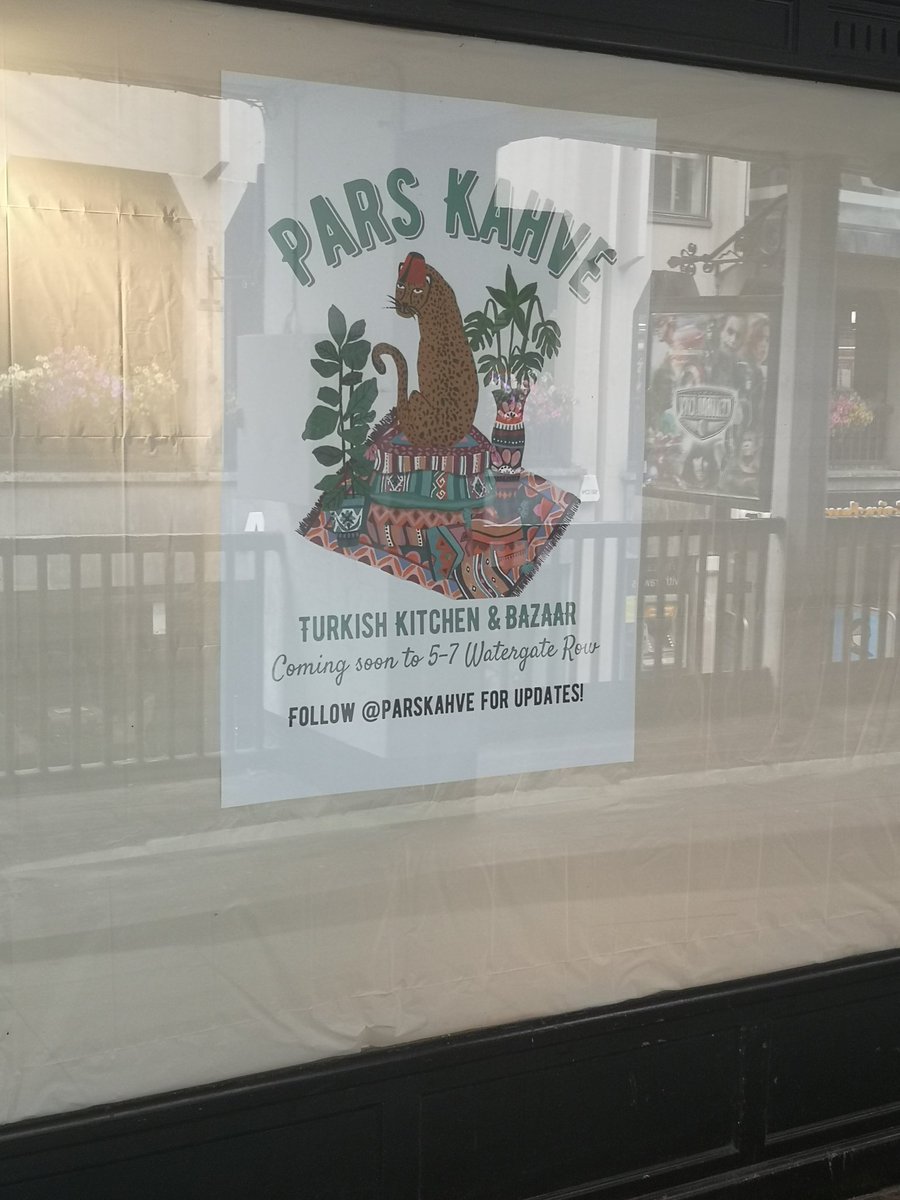 PARS KAHVE
TURKISH KITCHEN & BAZAAR
Coming soon to 5-7 Watergate Row
FOLLOW @PARSKAHVE FOR UPDATES!